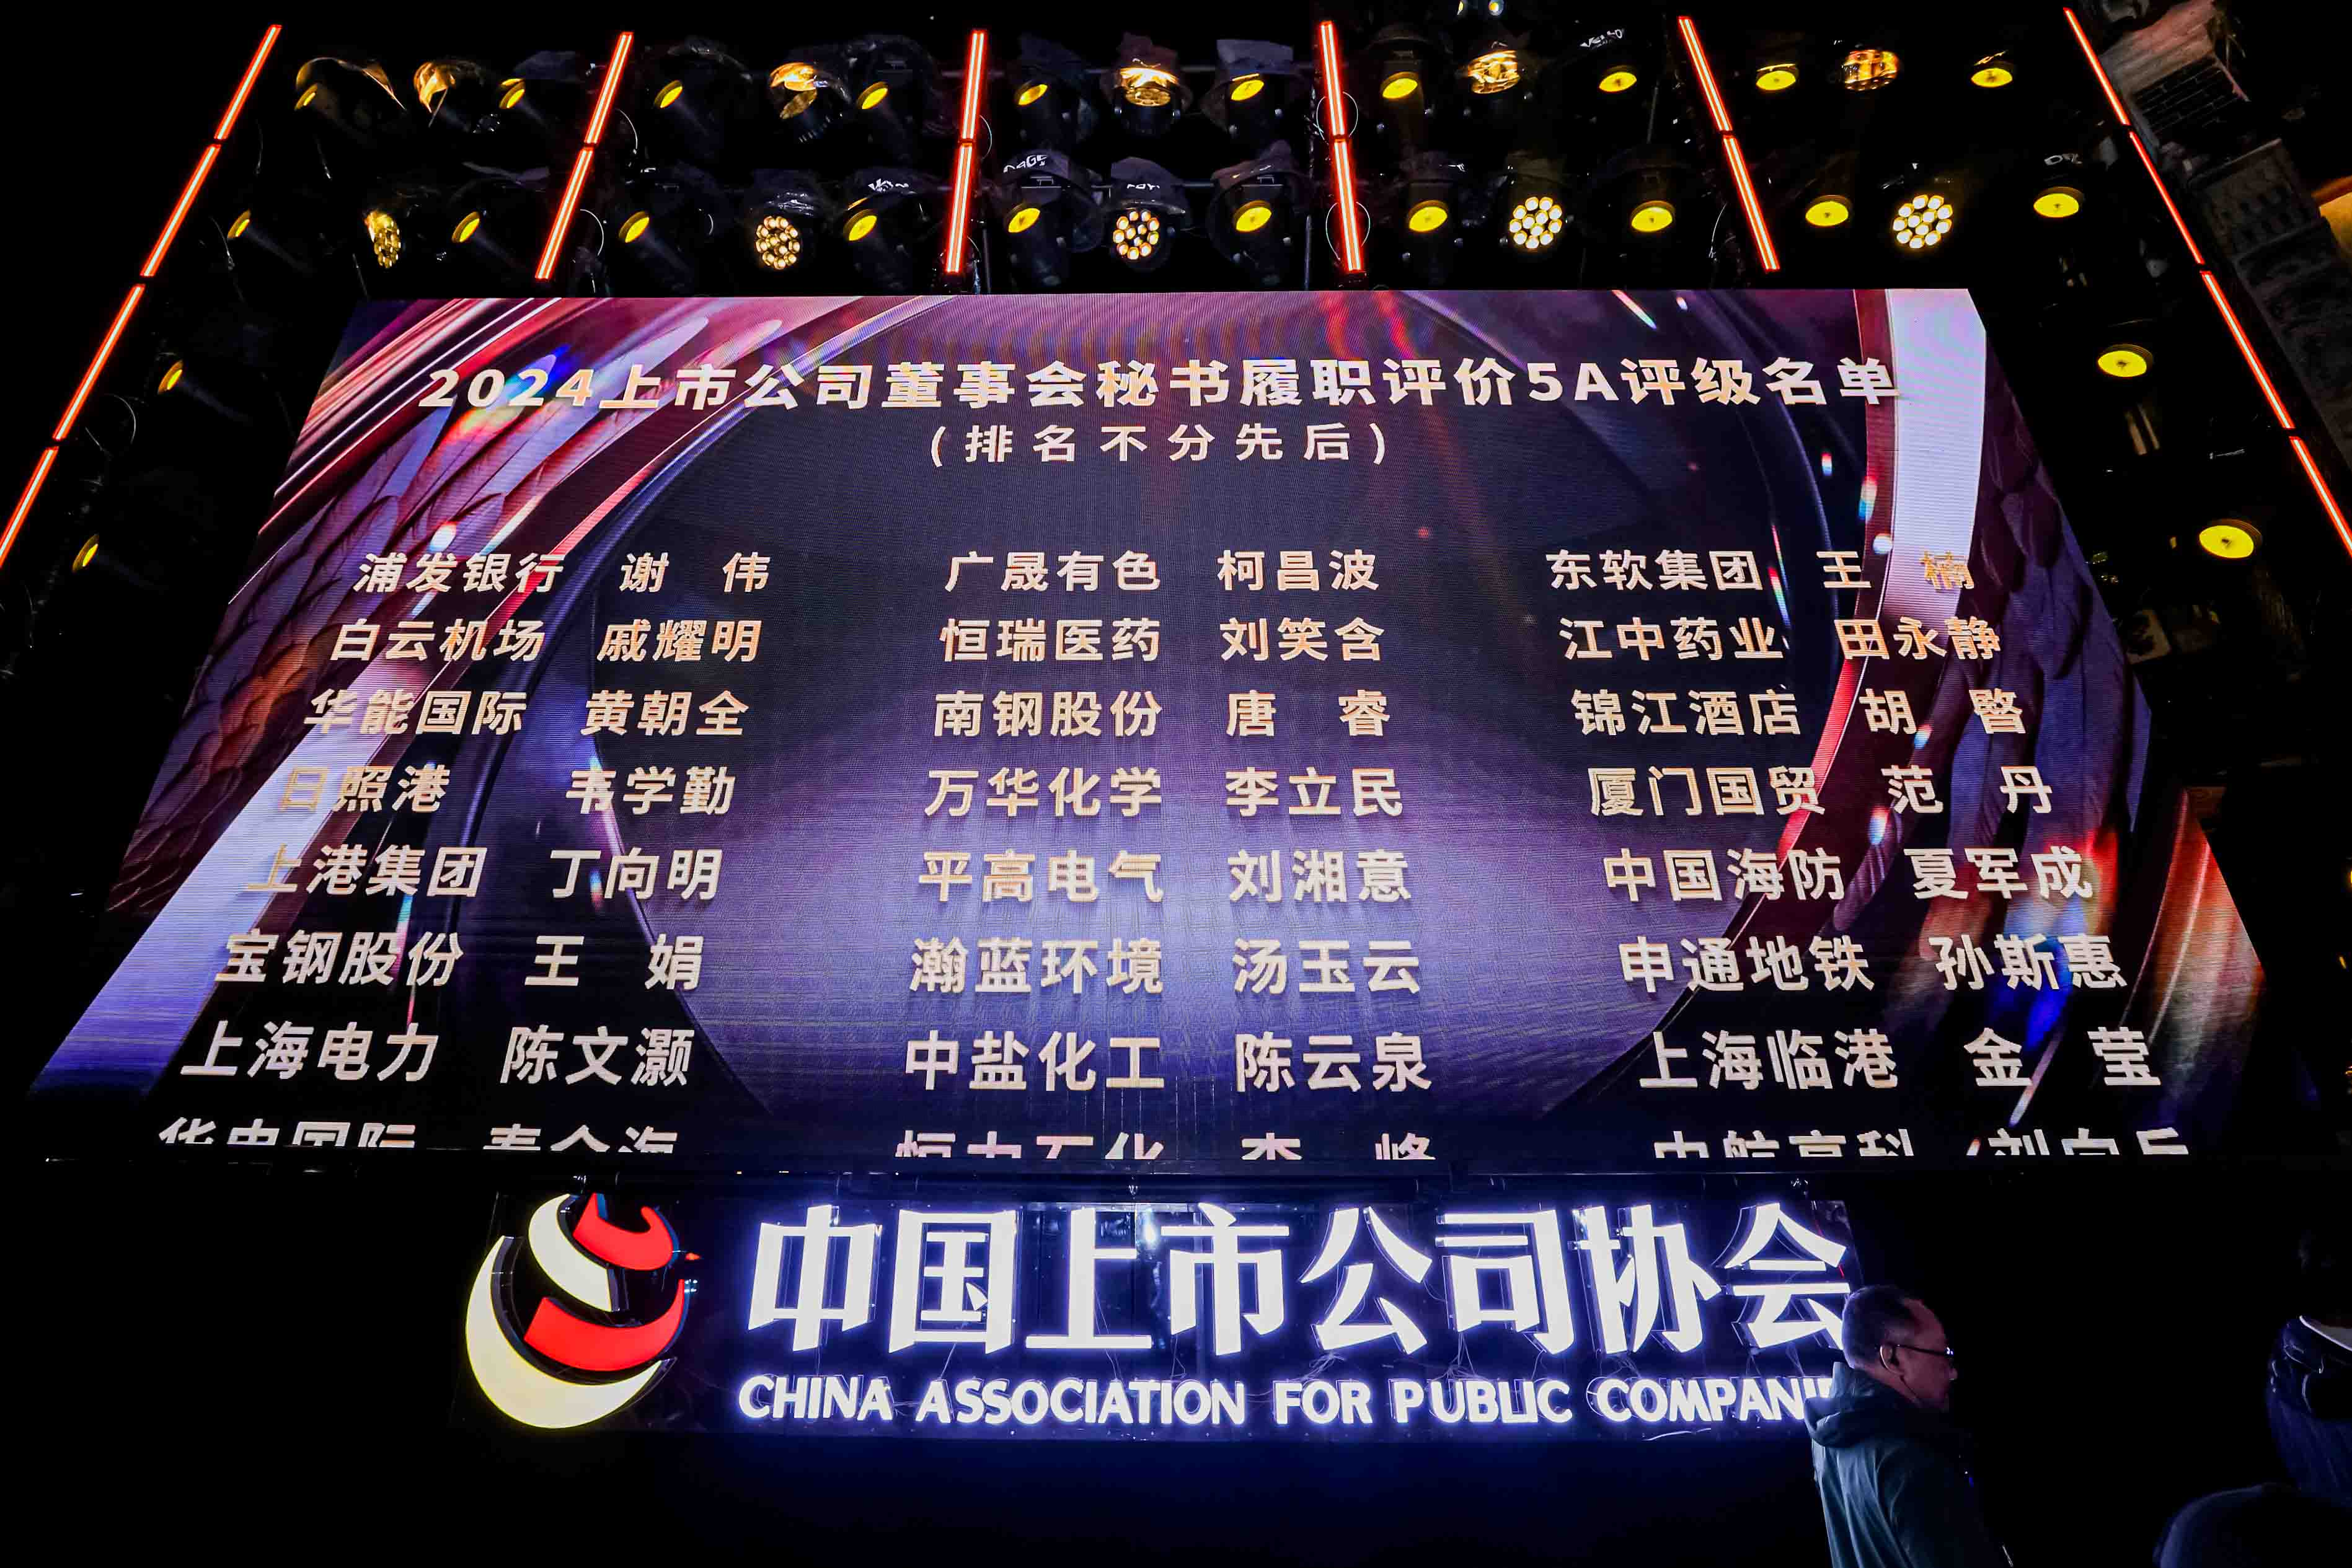 2024上市公司董事会秘书履职评价5A评级名单
(排名不分先后)
浦发银行 谢 伟 广晟有色 柯昌波 东软集团 王 楠
白云机场 戚耀明 恒瑞医药 刘笑含 江中药业 田永静
华能国际 黄朝全 南钢股份 唐 睿 锦江酒店 胡 暋
日照港 韦学勤 万华化学 李立民 厦门国贸 范 丹
上港集团 丁向明 平高电气 刘湘意 中国海防 夏军成
宝钢股份 王 娟 瀚蓝环境 汤玉云 申通地铁 孙斯惠
上海电力 陈文灏 中盐化工 陈云泉 上海临港 金 莹
中国上市公司协会
CHINA ASSOCIATION FOR PUBLIC